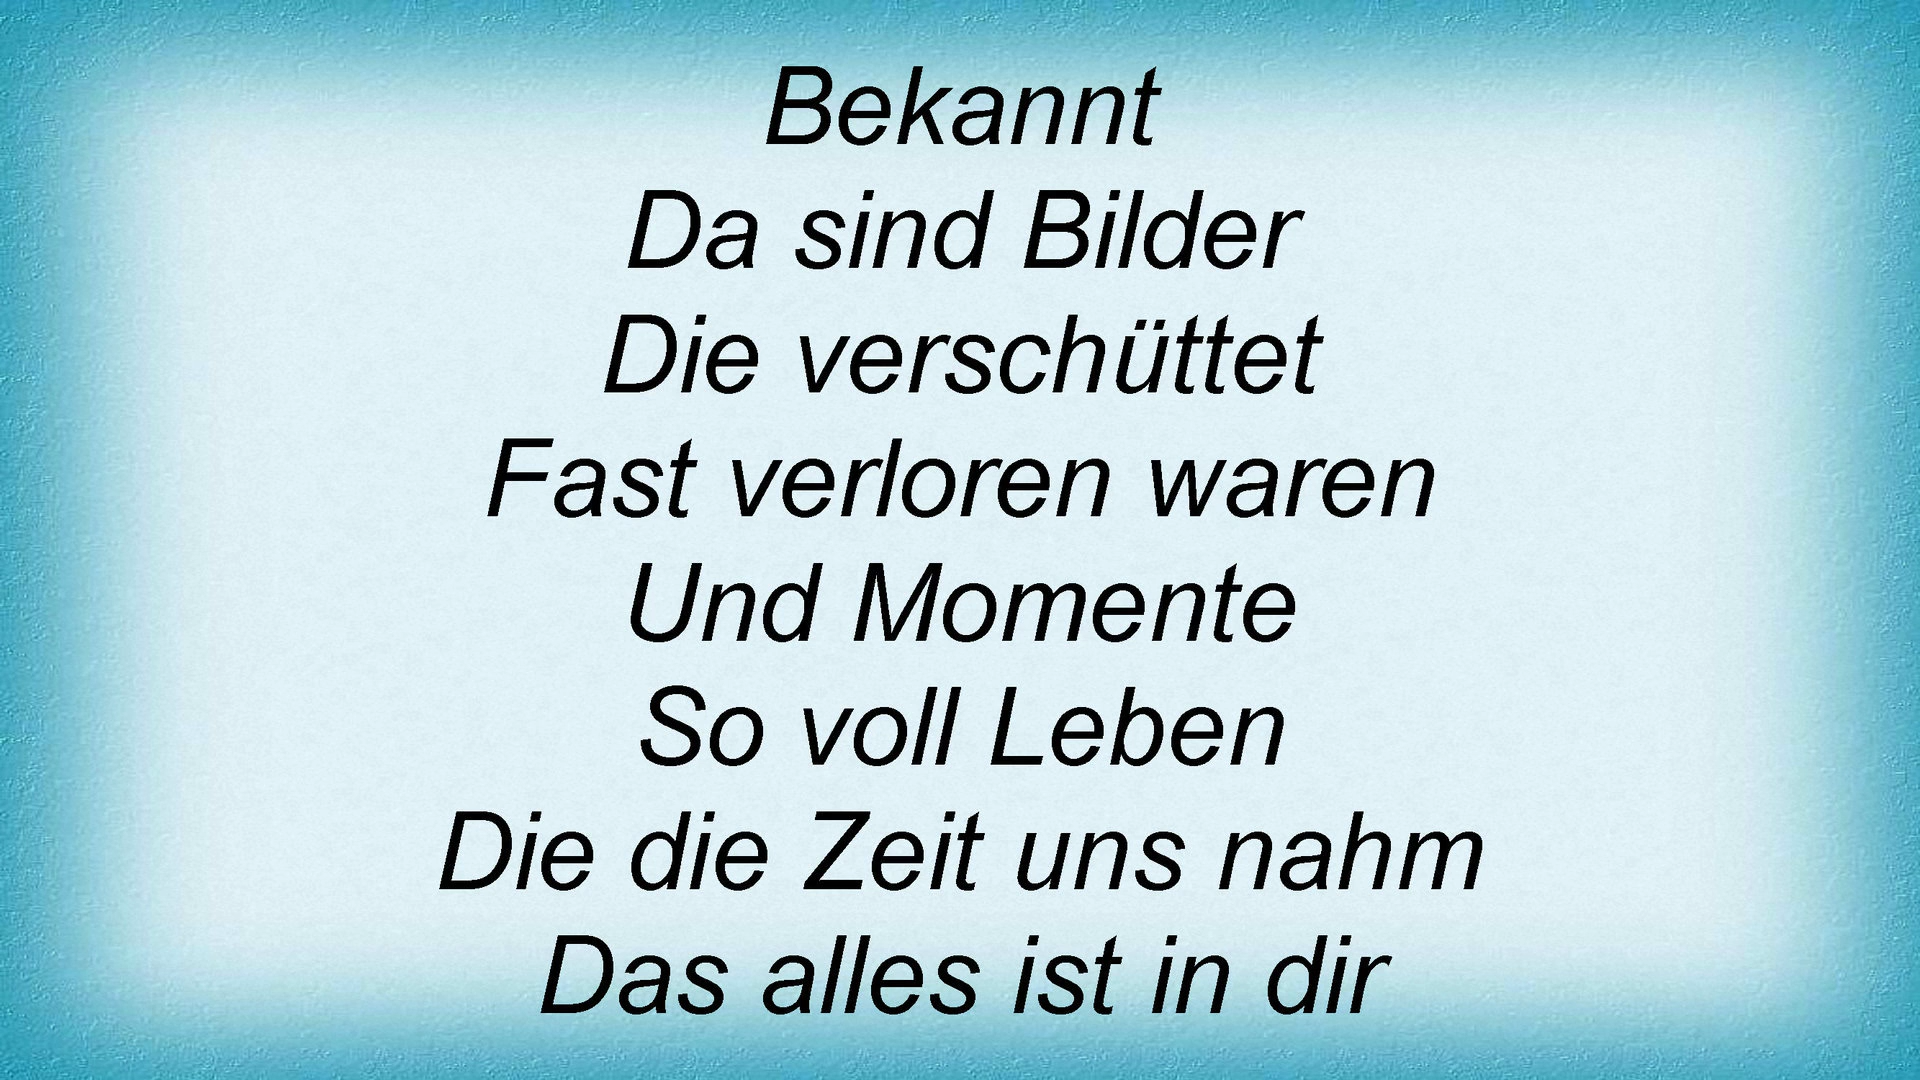 Bekannt
Da sind Bilder
Die verschüttet
Fast verloren waren
Und Momente
So voll Leben
Die die Zeit uns nahm
Das alles ist in dir